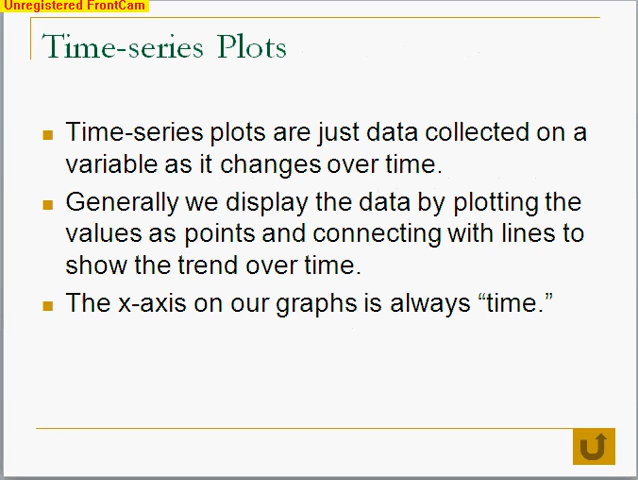 Unregistered FrontCam
Time-series Plots
Time-series plots are just data collected on a
variable as it changes over time.
Generally we display the data by plotting the
values as points and connecting with lines to
show the trend over time.
The x-axis on our graphs is always “time.”